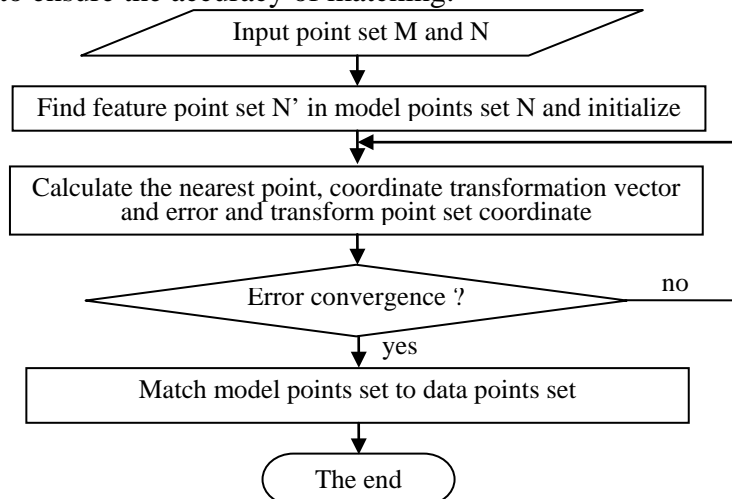 to ensure the accuracy of matching.
Input point set M and N
Find feature point set N’ in model points set N and initialize
Calculate the nearest point, coordinate transformation vector
and error and transform point set coordinate
Error convergence ?
no
yes
Match model points set to data points set
The end